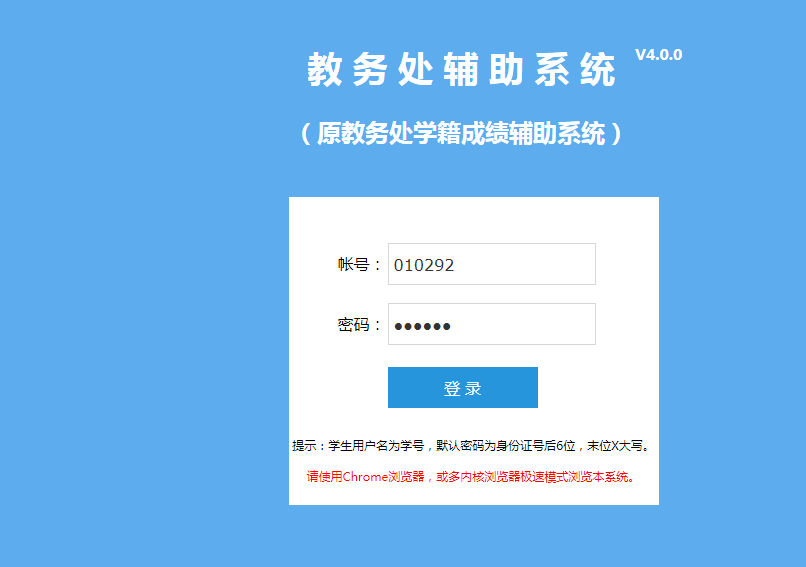 教务处辅助系统 V4.0.0
（原教务处学籍成绩辅助系统）
帐号： 010292
密码： ●●●●●●
登 录
提示：学生用户名为学号，默认密码为身份证号后6位，末位X大写。
请使用Chrome浏览器，或多内核浏览器极速模式浏览本系统。